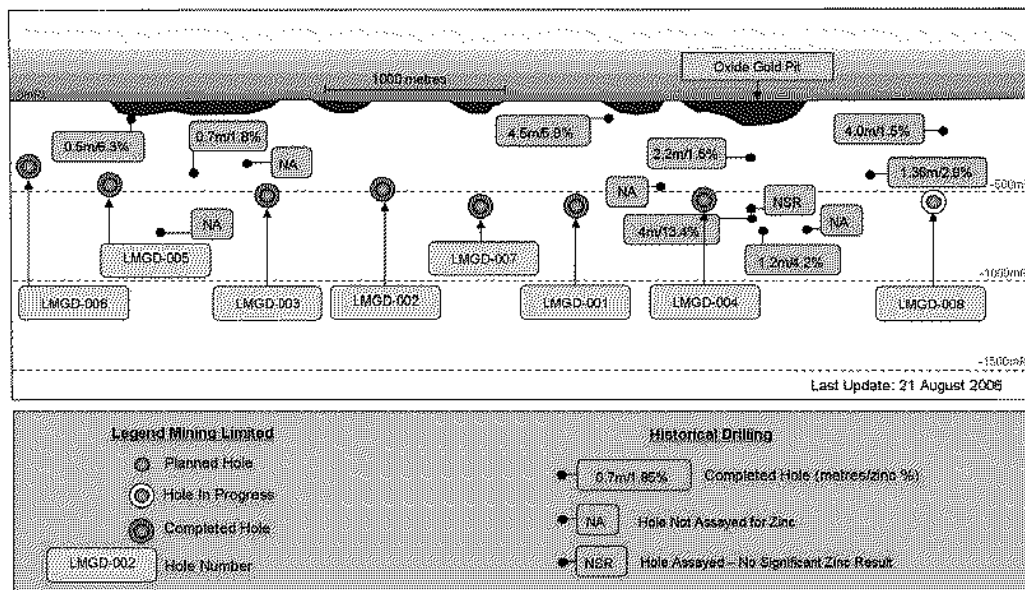 Oxide Gold Pit
1000 metres
0.5m/6.3%
0.7m/1.8%
NA
4.5m/5.8%
2.2m/1.5%
4.0m/1.5%
1.36m/2.9%
NA
NSR
NA
4m/13.4%
NA
1.2m/4.2%
LMGD-005
LMGD-007
LMGD-006
LMGD-003
LMGD-002
LMGD-001
LMGD-004
LMGD-008
Last Update: 21 August 2006
Legend Mining Limited
Planned Hole
Hole In Progress
Completed Hole
LMGD-002 Hole Number
Historical Drilling
0.7m/1.85% Completed Hole (metres/zinc %)
NA Hole Not Assayed for Zinc
NSR Hole Assayed – No Significant Zinc Result